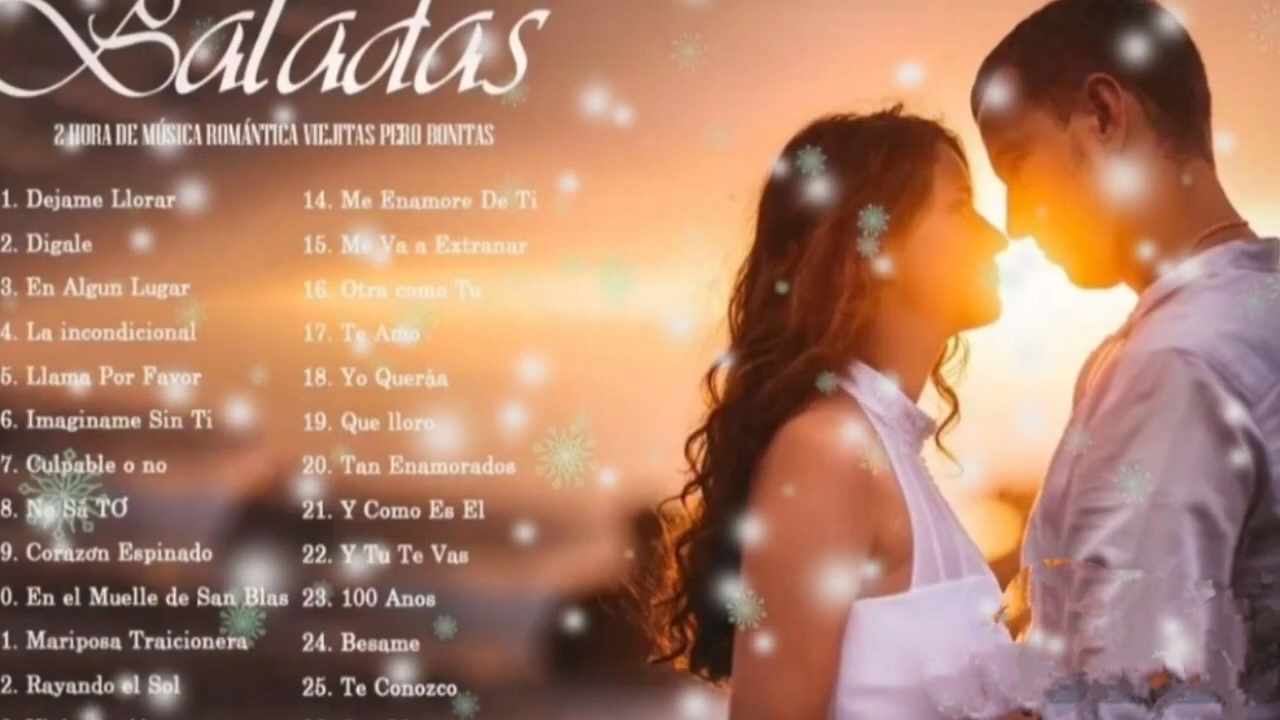 Baladas
2 HORA DE MÚSICA ROMÁNTICA VIEJITAS PERO BONITAS
1. Dejame Llorar
2. Digale
3. En Algun Lugar
4. La incondicional
5. Llama Por Favor
6. Imaginame Sin Ti
7. Culpable o no
8. No Sá TƠ
9. Corazơn Espinado
0. En el Muelle de San Blas
1. Mariposa Traicionera
2. Rayando el Sol
14. Me Enamore De Ti
15. Me Va a Extranar
16. Otra como Tu
17. Te Amo
18. Yo Querâa
19. Que lloro
20. Tan Enamorados
21. Y Como Es El
22. Y Tu Te Vas
23. 100 Anos
24. Besame
25. Te Conozco